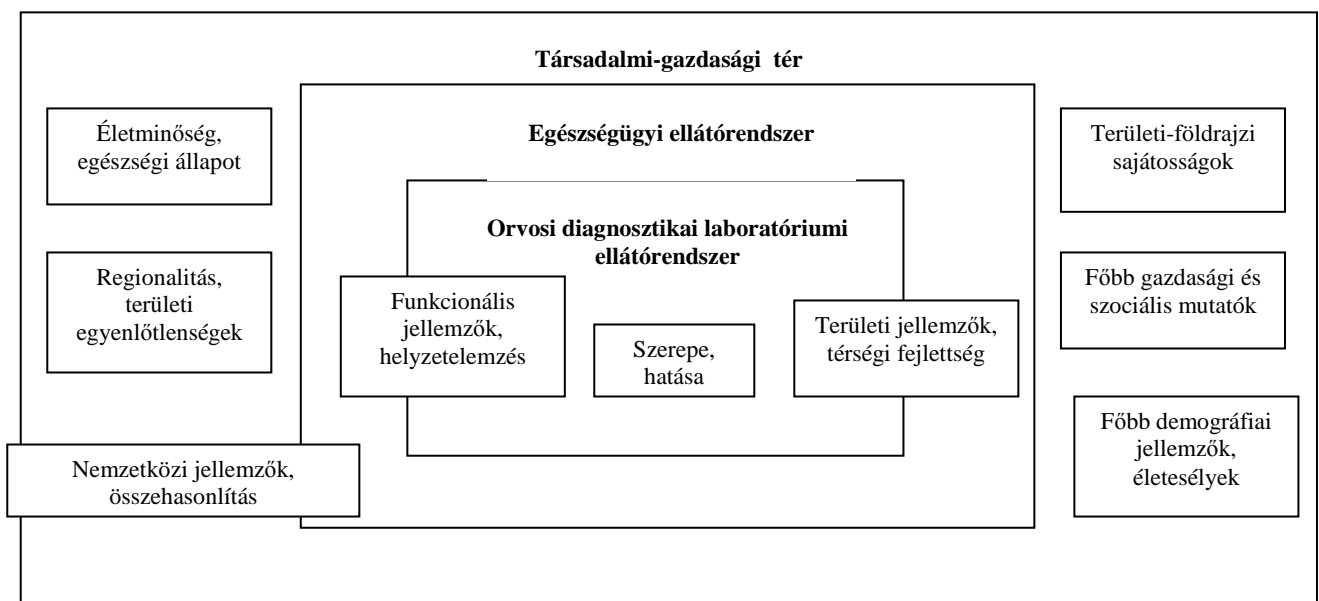 Társadalmi-gazdasági tér
Életminőség,
egészségi állapot
Egészségügyi ellátórendszer
Területi-földrajzi
sajátosságok
Orvosi diagnosztikai laboratóriumi
ellátórendszer
Regionalitás,
területi
egyenlőtlenségek
Funkcionális
jellemzők,
helyzetelemzés
Szerepe,
hatása
Területi jellemzők,
térségi fejlettség
Főbb gazdasági és
szociális mutatók
Nemzetközi jellemzők,
összehasonlítás
Főbb demográfiai
jellemzők,
életesélyek